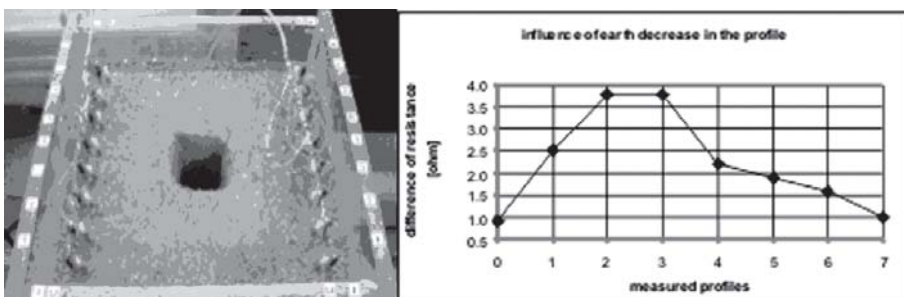 influence of earth decrease in the profile
difference of resistance
[ohm]
4.0
3.5
3.0
2.5
2.0
1.5
1.0
0.5
0 1 2 3 4 5 6 7
measured profiles